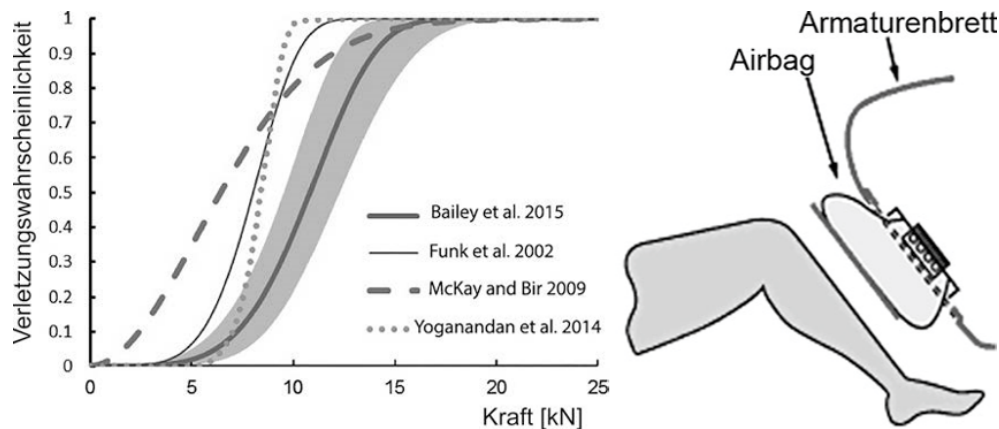 Verletzungswahrscheinlichkeit
1
0.9
0.8
0.7
0.6
0.5
0.4
0.3
0.2
0.1
0
Bailey et al. 2015
Funk et al. 2002
McKay and Bir 2009
Yoganandan et al. 2014
0 5 10 15 20 25
Kraft [kN]
Armaturenbrett
Airbag